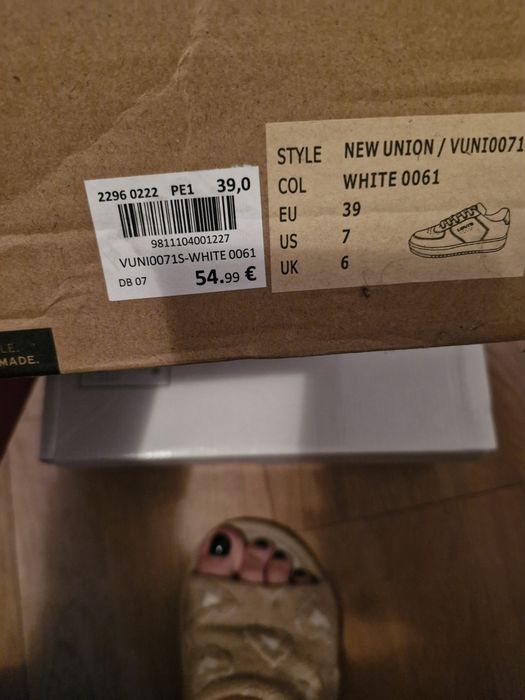 2296 0222 PE1 39,0
9811104001227
VUNI0071S-WHITE 0061
DB 07 54.99 €
STYLE NEW UNION / VUNI0071
COL WHITE 0061
EU 39
US 7
UK 6
LE.
MADE.